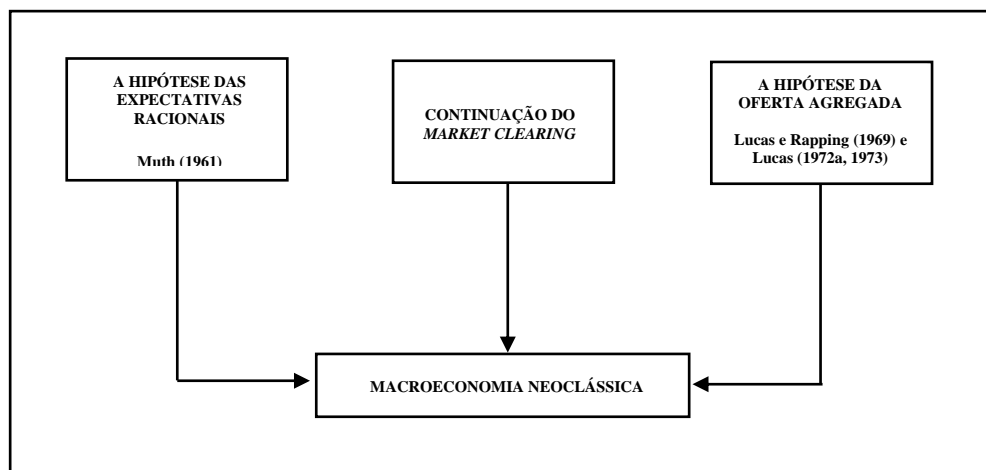 A HIPÓTESE DAS
EXPECTATIVAS
RACIONAIS
Muth (1961)
CONTINUAÇÃO DO
MARKET CLEARING
A HIPÓTESE DA
OFERTA AGREGADA
Lucas e Rapping (1969) e
Lucas (1972a, 1973)
MACROECONOMIA NEOCLÁSSICA